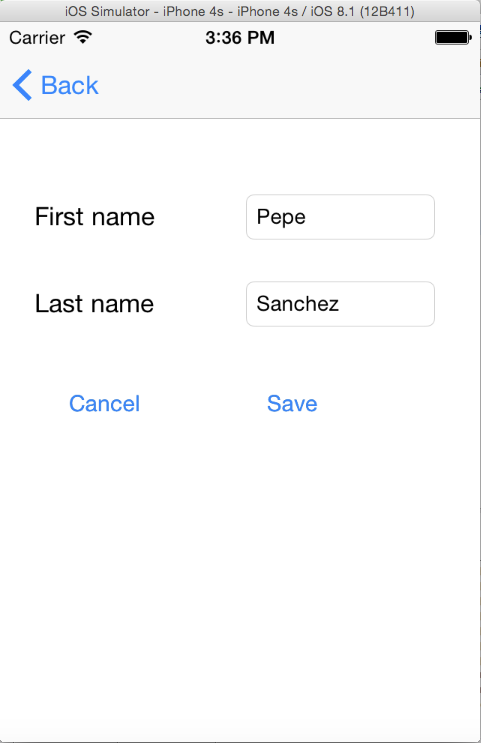 iOS Simulator - iPhone 4s - iPhone 4s / iOS 8.1 (12B411)
Carrier 3:36 PM
Back
First name Pepe
Last name Sanchez
Cancel Save